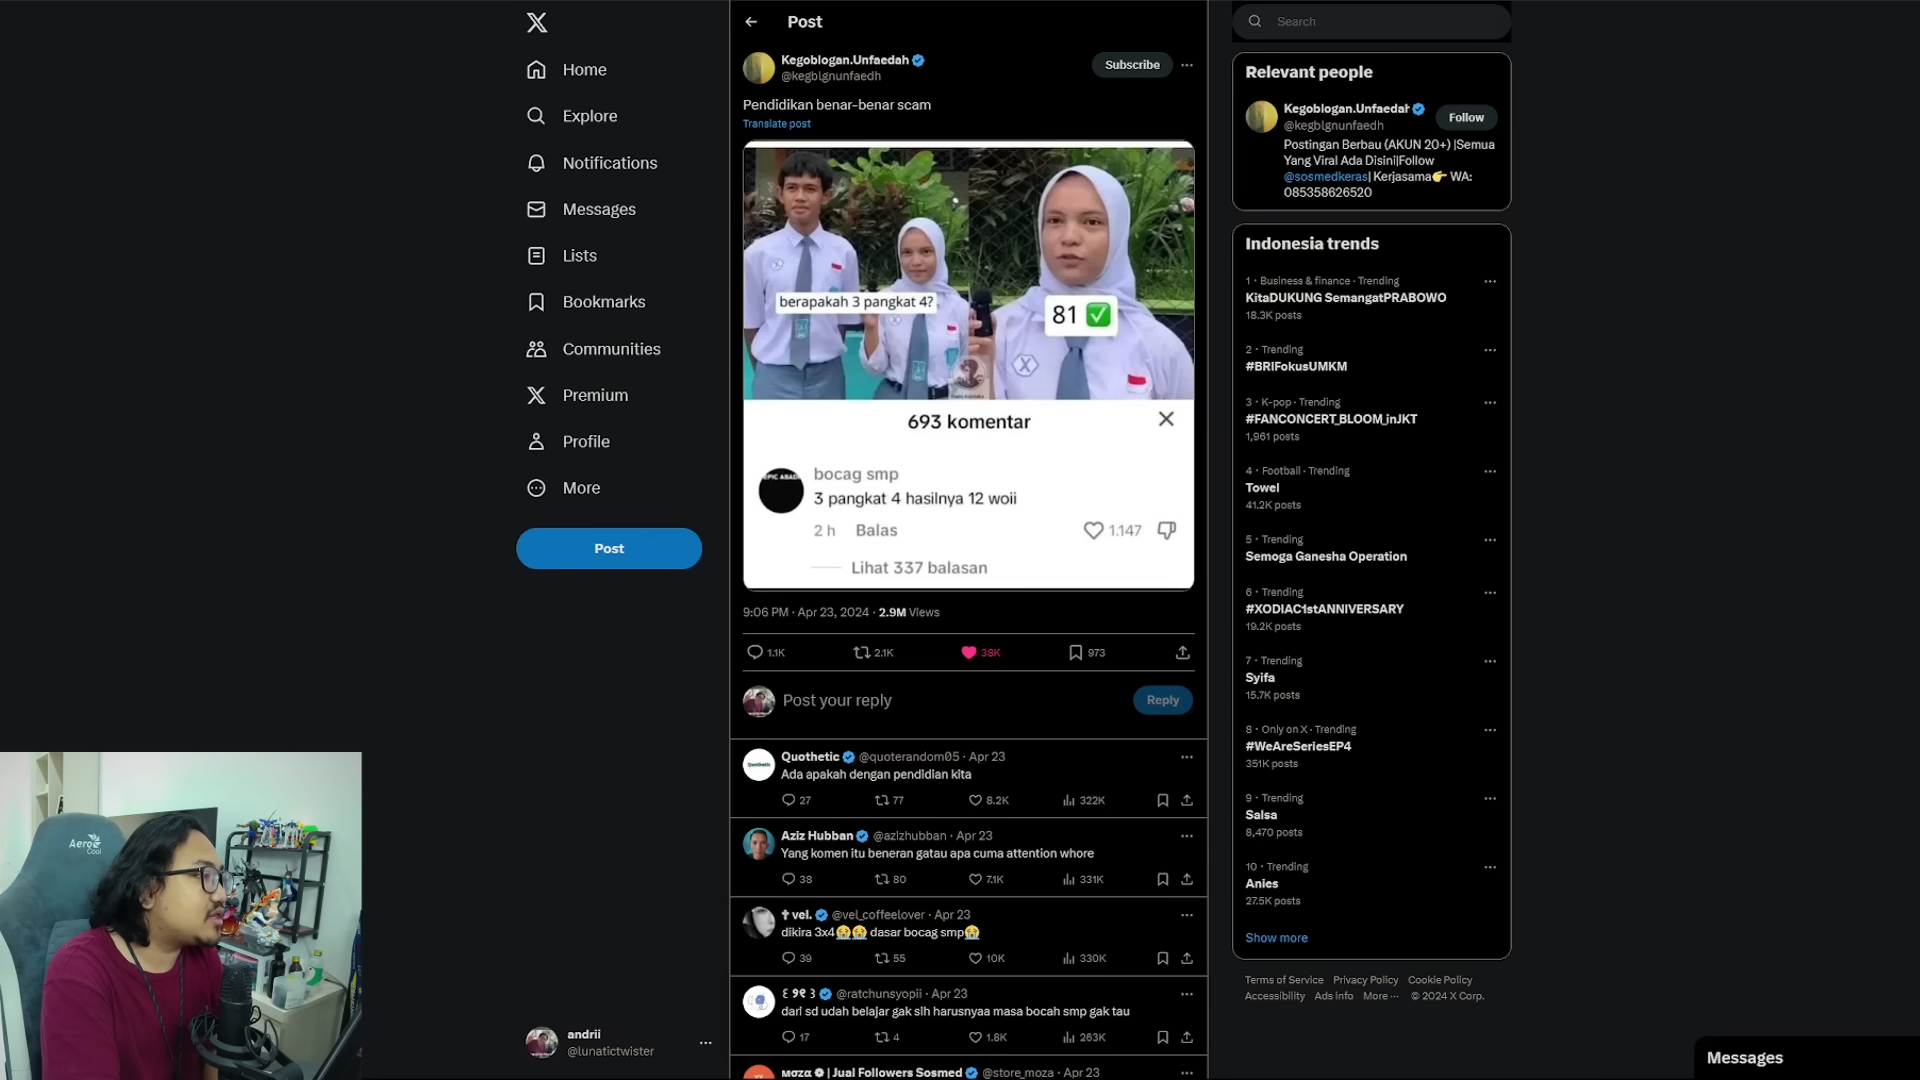 Home
Explore
Notifications
Messages
Lists
Bookmarks
Communities
Premium
Profile
More
Post
andrii
@lunatictwister
Aero
Cool
Post
Kegoblogan.Unfaedah
@kegblgnunfaedh
Subscribe
Pendidikan benar-benar scam
Translate post
berapakah 3 pangkat 4?
81 ✅
693 komentar
EPIC ABADI
bocag smp
3 pangkat 4 hasilnya 12 woii
2 h Balas 1.147
Lihat 337 balasan
9:06 PM · Apr 23, 2024 · 2.9M Views
1.1K 2.1K 38K 973
Post your reply
Reply
Quothetic @quoterandom05 · Apr 23
Ada apakah dengan pendidian kita
27 77 8.2K 322K
Aziz Hubban @azizhubban · Apr 23
Yang komen itu beneran gatau apa cuma attention whore
38 80 7.1K 331K
✟ vel. @vel_coffeelover · Apr 23
dikira 3x4😭😭 dasar bocag smp😭
39 55 10K 330K
@ratchunsyopii · Apr 23
dari sd udah belajar gak sih harusnyaa masa bocah smp gak tau
17 4 1.8K 263K
мσzα ❁ | Jual Followers Sosmed @store_moza · Apr 23
Search
Relevant people
Kegoblogan.Unfaedah
@kegblgnunfaedh
Follow
Postingan Berbau (AKUN 20+) |Semua
Yang Viral Ada Disini|Follow
@sosmedkeras| Kerjasama👉 WA:
085358626520
Indonesia trends
1 · Business & finance · Trending
KitaDUKUNG SemangatPRABOWO
18.3K posts
2 · Trending
#BRIFokusUMKM
3 · K-pop · Trending
#FANCONCERT_BLOOM_inJKT
1,961 posts
4 · Football · Trending
Towel
41.2K posts
5 · Trending
Semoga Ganesha Operation
6 · Trending
#XODIAC1stANNIVERSARY
19.2K posts
7 · Trending
Syifa
15.7K posts
8 · Only on X · Trending
#WeAreSeriesEP4
351K posts
9 · Trending
Salsa
8,470 posts
10 · Trending
Anies
27.5K posts
Show more
Terms of Service Privacy Policy Cookie Policy
Accessibility Ads info More ··· © 2024 X Corp.
Messages